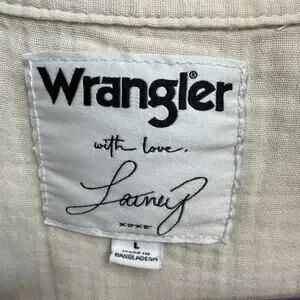 Wrangler®
with love,
Lainey
xoxo
L
MADE IN
BANGLADESH